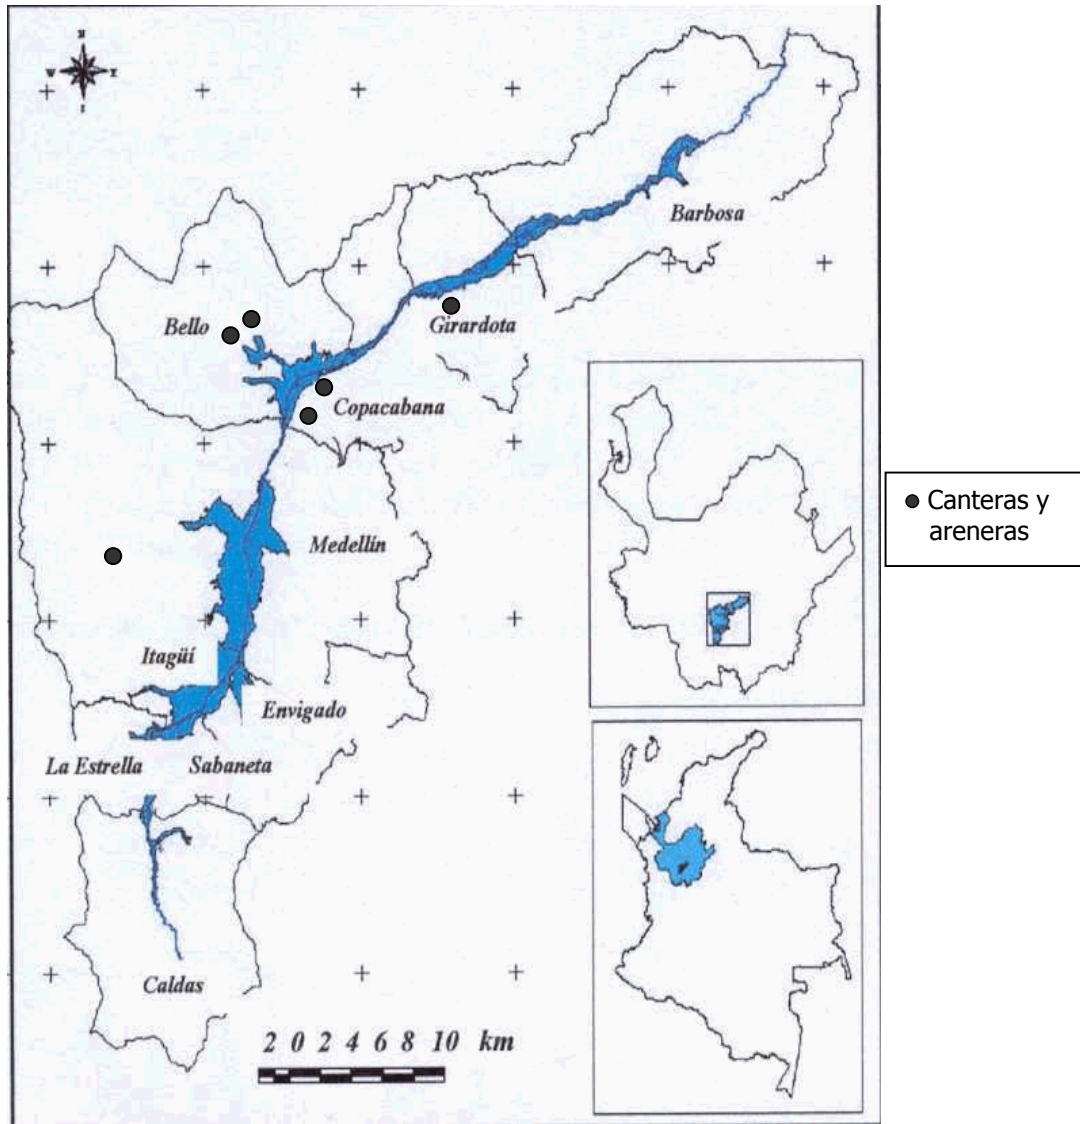 N
W E
Barbosa
Bello
Girardota
Copacabana
Canteras y
areneras
Medellín
Itagüí
Envigado
La Estrella
Sabaneta
Caldas
2 0 2 4 6 8 10 km